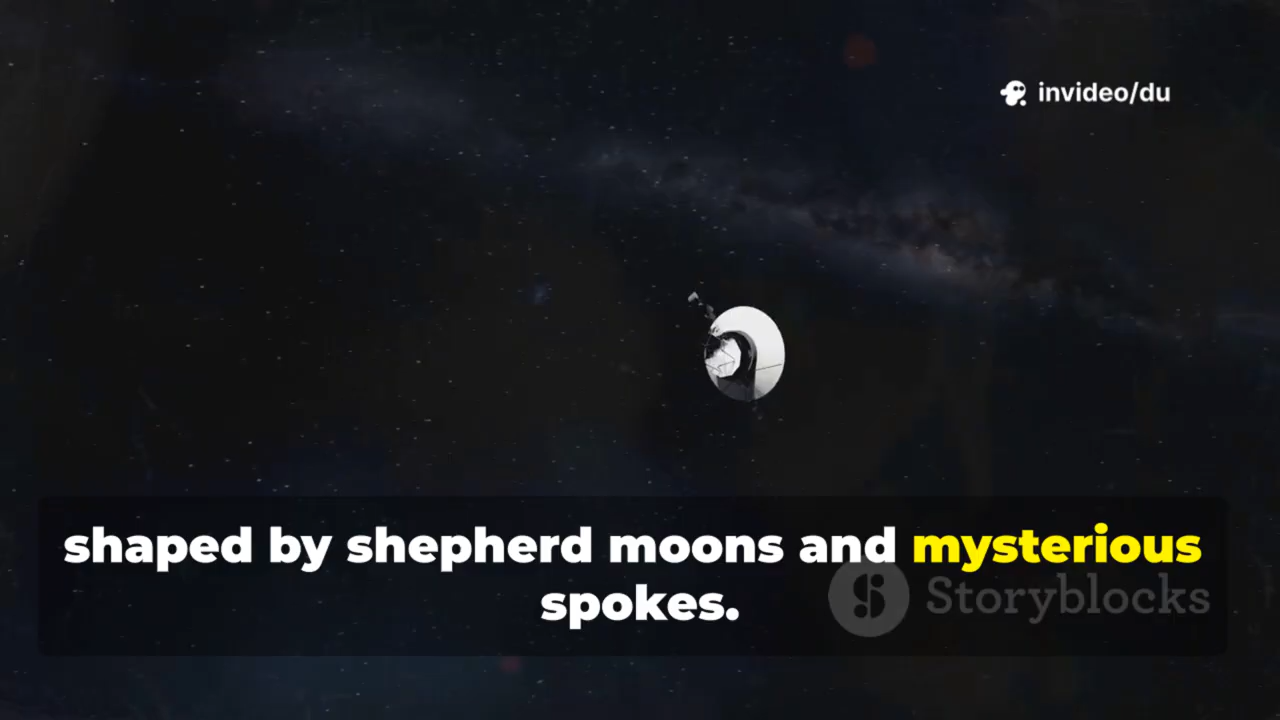 invideo/du
shaped by shepherd moons and mysterious
spokes.
Storyblocks